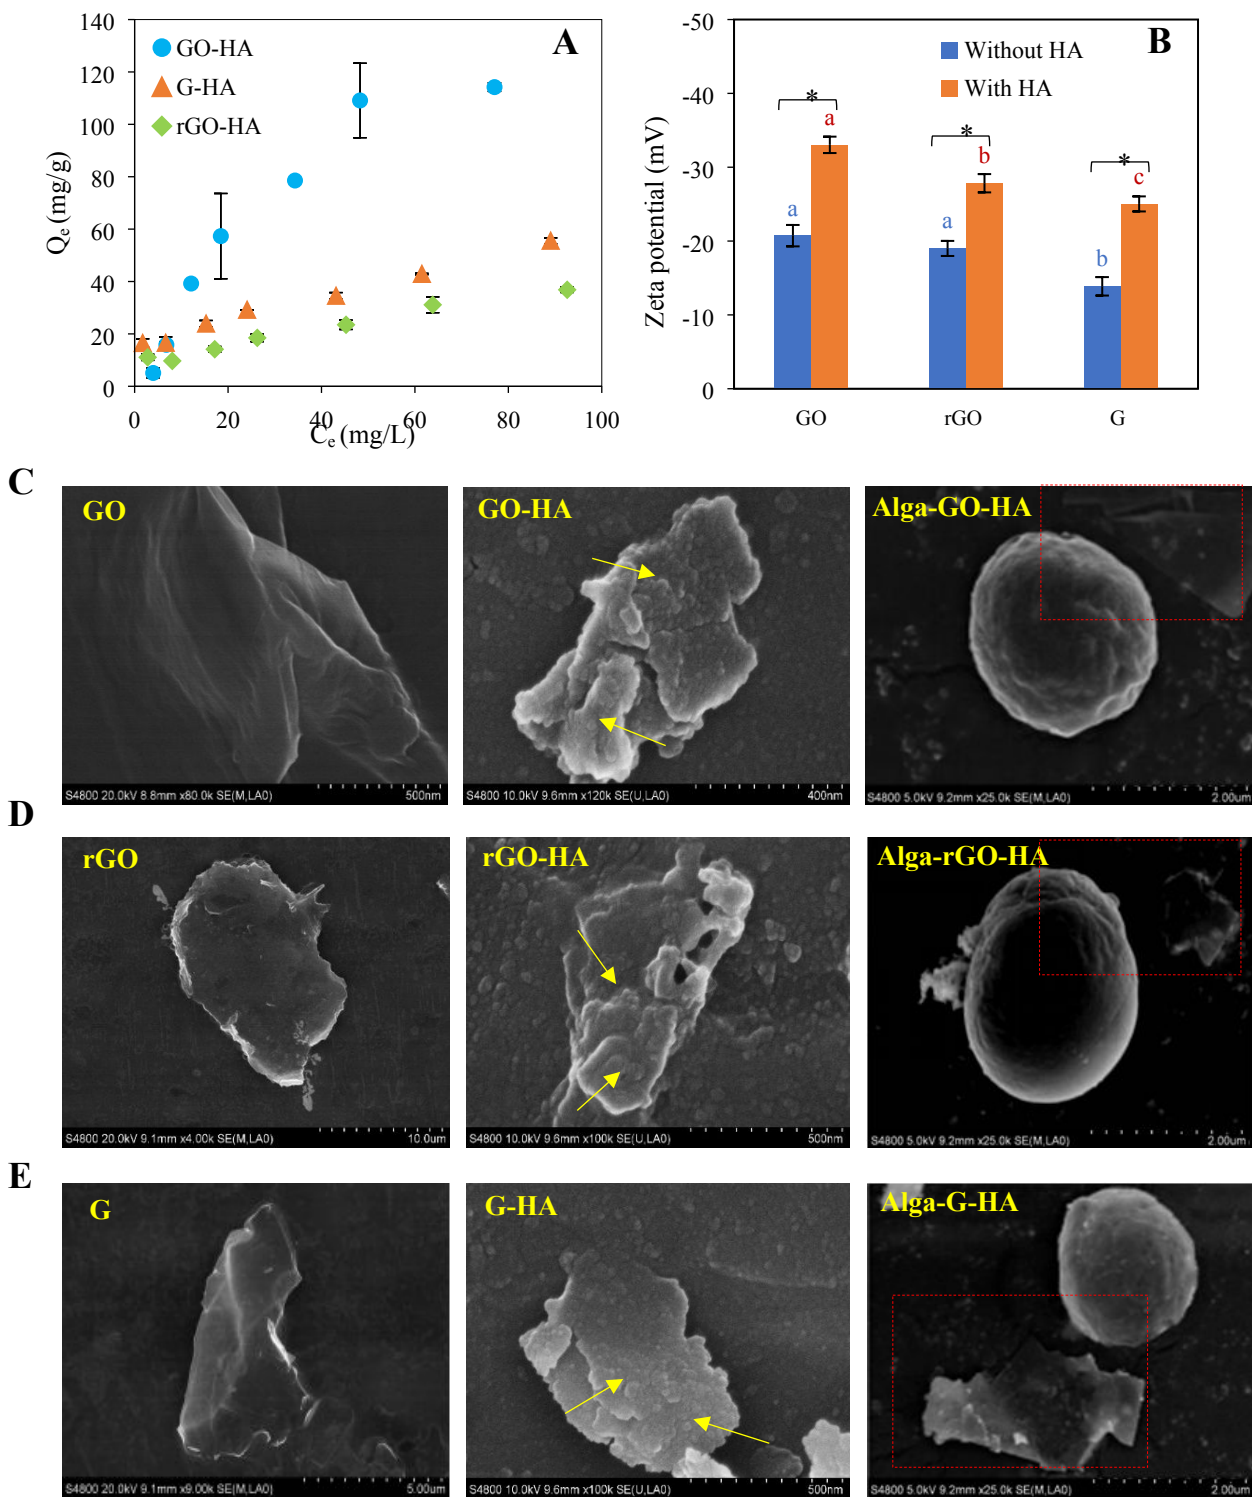 A
GO-HA
G-HA
rGO-HA
140
120
100
80
60
40
20
0
Qe (mg/g)
0
20
40
60
80
100
Ce (mg/L)
B
Without HA
With HA
-50
-40
-30
-20
-10
0
Zeta potential (mV)
*
*
*
a
a
a
b
b
c
GO
rGO
G
C
GO
S4800 20.0kV 8.8mm x80.0k SE(M,LA0)
500nm
GO-HA
S4800 10.0kV 9.6mm x120k SE(U,LA0)
400nm
Alga-GO-HA
S4800 5.0kV 9.2mm x25.0k SE(M,LA0)
2.00um
D
rGO
S4800 20.0kV 9.1mm x4.00k SE(M,LA0)
10.0um
rGO-HA
S4800 10.0kV 9.6mm x100k SE(U,LA0)
500nm
Alga-rGO-HA
S4800 5.0kV 9.2mm x25.0k SE(M,LA0)
2.00um
E
G
S4800 20.0kV 9.1mm x9.00k SE(M,LA0)
5.00um
G-HA
S4800 10.0kV 9.6mm x100k SE(U,LA0)
500nm
Alga-G-HA
S4800 5.0kV 9.2mm x25.0k SE(M,LA0)
2.00um